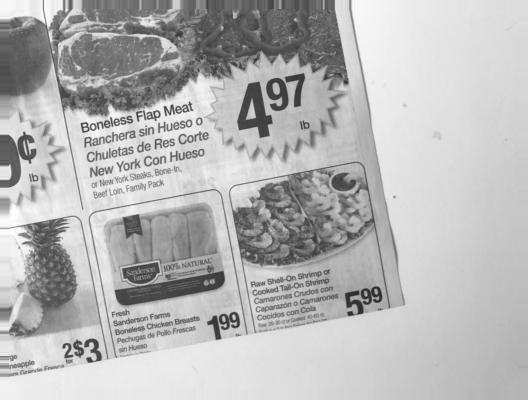 Boneless Flap Meat
Ranchera sin Hueso o
Chuletas de Res Corte
New York Con Hueso
or New York Steaks, Bone-In,
Beef Loin, Family Pack
4 97
lb
¢
lb
Sanderson
Farms
100% NATURAL
Fresh
Sanderson Farms
Boneless Chicken Breasts
Pechugas de Pollo Frescas
sin Hueso
1 99
Raw Shell-On Shrimp or
Cooked Tail-On Shrimp
Camarones Crudos con
Caparazón o Camarones
Cocidos con Cola
5 99
2 for $3